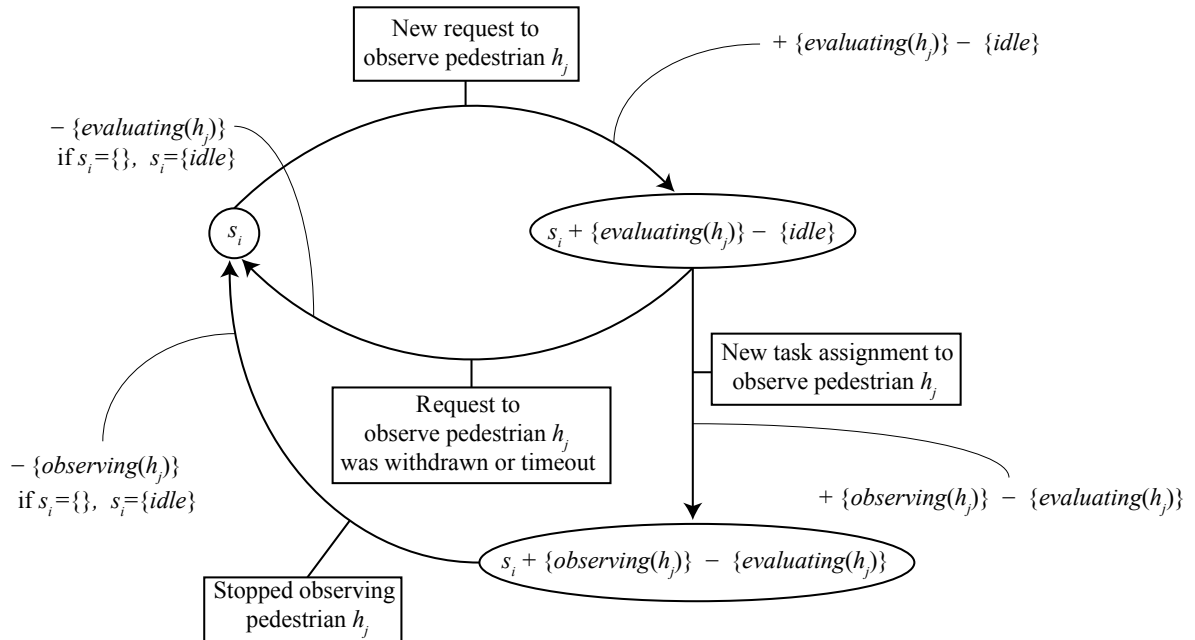 New request to
observe pedestrian h_j
+ {evaluating(h_j)} − {idle}
− {evaluating(h_j)}
if s_i={}, s_i={idle}
s_i
s_i + {evaluating(h_j)} − {idle}
New task assignment to
observe pedestrian h_j
Request to
observe pedestrian h_j
was withdrawn or timeout
− {observing(h_j)}
if s_i={}, s_i={idle}
+ {observing(h_j)} − {evaluating(h_j)}
s_i + {observing(h_j)} − {evaluating(h_j)}
Stopped observing
pedestrian h_j